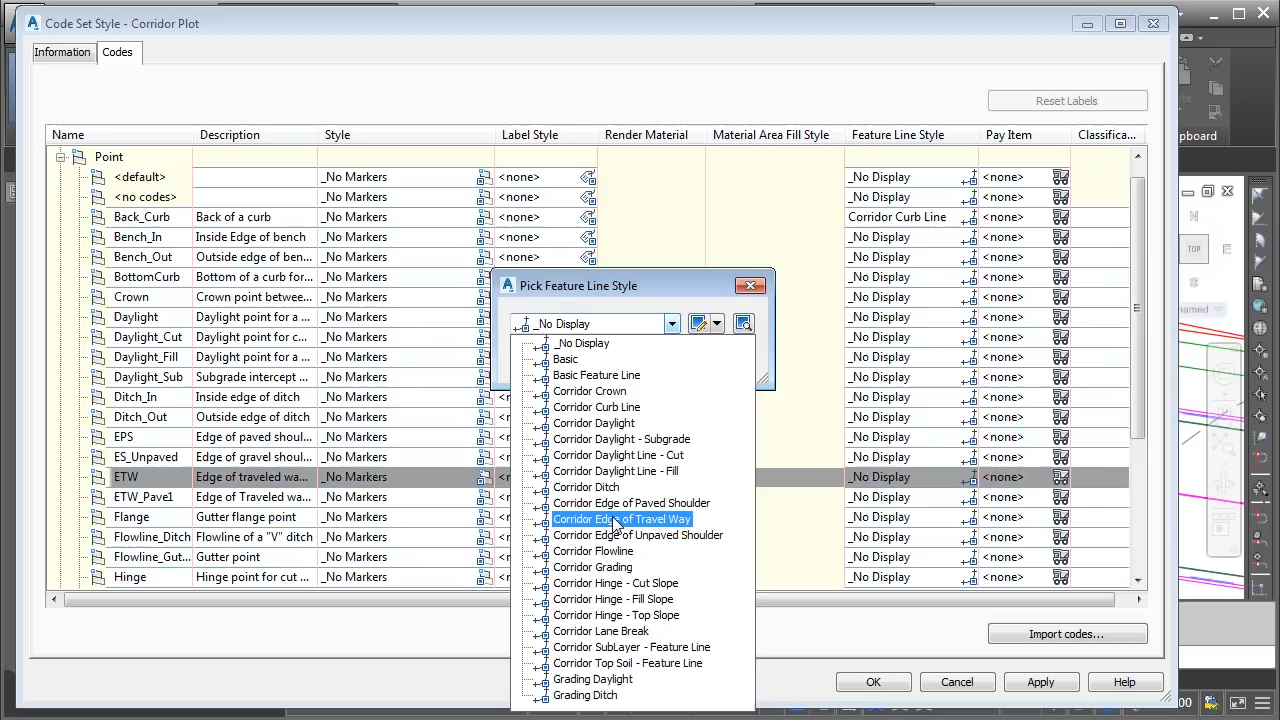 Code Set Style - Corridor Plot
Information Codes
Reset Labels
Name Description Style Label Style Render Material Material Area Fill Style Feature Line Style Pay Item Classifica...
Point
<default> _No Markers <none> _No Display <none>
<no codes> _No Markers <none> _No Display <none>
Back_Curb Back of a curb _No Markers <none> Corridor Curb Line <none>
Bench_In Inside Edge of bench _No Markers <none> _No Display <none>
Bench_Out Outside edge of ben... _No Markers <none> _No Display <none>
BottomCurb Bottom of a curb for... _No Markers _No Display <none>
Crown Crown point betwee... _No Markers _No Display <none>
Daylight Daylight point for a ... _No Markers _No Display <none>
Daylight_Cut Daylight point for c... _No Markers _No Display <none>
Daylight_Fill Daylight point for a ... _No Markers _No Display <none>
Daylight_Sub Subgrade intercept ... _No Markers _No Display <none>
Ditch_In Inside edge of ditch _No Markers _No Display <none>
Ditch_Out Outside edge of ditch _No Markers _No Display <none>
EPS Edge of paved shoul... _No Markers _No Display <none>
ES_Unpaved Edge of gravel shoul... _No Markers _No Display <none>
ETW Edge of traveled wa... _No Markers _No Display <none>
ETW_Pave1 Edge of Traveled wa... _No Markers _No Display <none>
Flange Gutter flange point _No Markers _No Display <none>
Flowline_Ditch Flowline of a "V" ditch _No Markers _No Display <none>
Flowline_Gut... Gutter point _No Markers _No Display <none>
Hinge Hinge point for cut ... _No Markers _No Display <none>
Pick Feature Line Style
_No Display
_No Display
Basic
Basic Feature Line
Corridor Crown
Corridor Curb Line
Corridor Daylight
Corridor Daylight - Subgrade
Corridor Daylight Line - Cut
Corridor Daylight Line - Fill
Corridor Ditch
Corridor Edge of Paved Shoulder
Corridor Edge of Travel Way
Corridor Edge of Unpaved Shoulder
Corridor Flowline
Corridor Grading
Corridor Hinge - Cut Slope
Corridor Hinge - Fill Slope
Corridor Hinge - Top Slope
Corridor Lane Break
Corridor SubLayer - Feature Line
Corridor Top Soil - Feature Line
Grading Daylight
Grading Ditch
Import codes...
OK Cancel Apply Help
pboard
N
TOP E